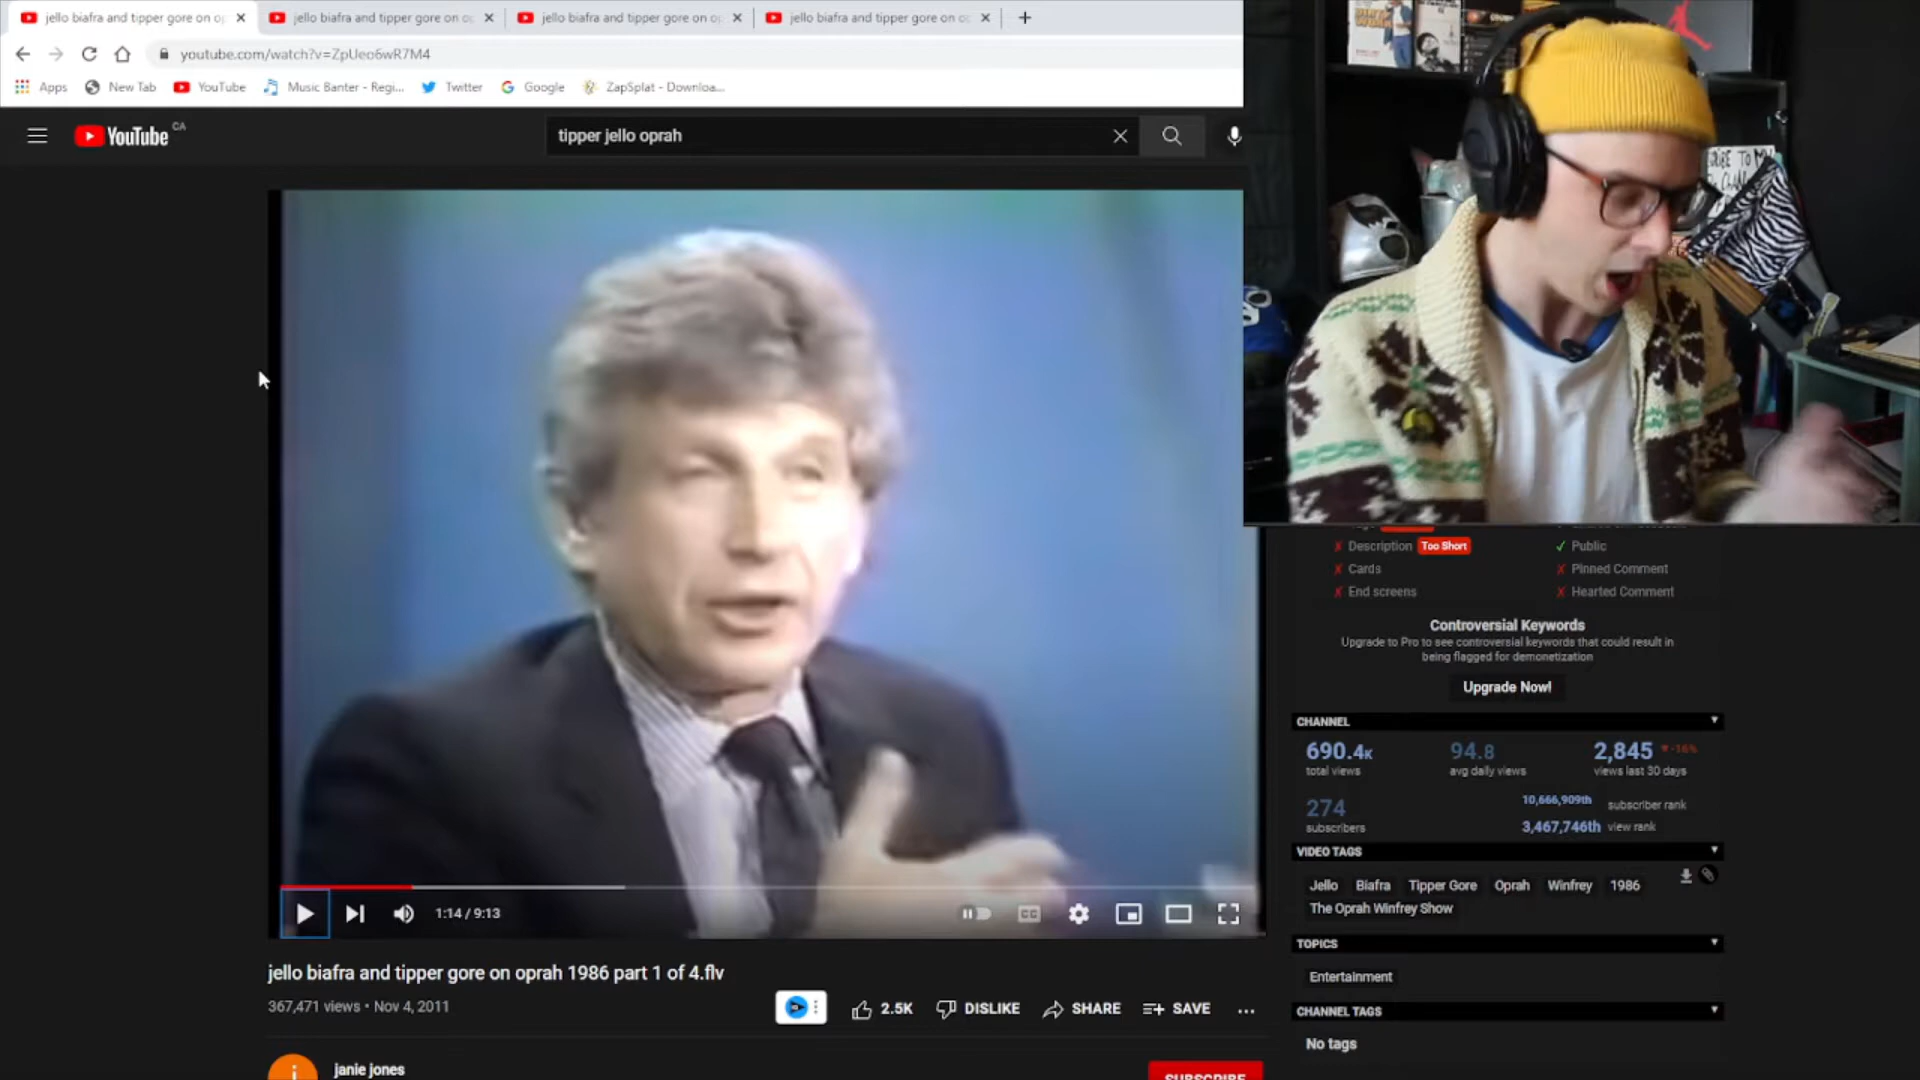 jello biafra and tipper gore on op
jello biafra and tipper gore on op
jello biafra and tipper gore on op
jello biafra and tipper gore on op
youtube.com/watch?v=ZpUeo6wR7M4
Apps New Tab YouTube Music Banter - Regi... Twitter Google ZapSplat - Downloa...
YouTube CA
tipper jello oprah
Description Too Short Public
Cards Pinned Comment
End screens Hearted Comment
Controversial Keywords
Upgrade to Pro to see controversial keywords that could result in
being flagged for demonetization
Upgrade Now!
CHANNEL
690.4K 94.8 2,845 -16%
total views avg daily views views last 30 days
274 10,666,909th subscriber rank
subscribers 3,467,746th view rank
VIDEO TAGS
Jello Biafra Tipper Gore Oprah Winfrey 1986
The Oprah Winfrey Show
TOPICS
Entertainment
CHANNEL TAGS
No tags
1:14 / 9:13
CC
jello biafra and tipper gore on oprah 1986 part 1 of 4.flv
367,471 views • Nov 4, 2011
2.5K DISLIKE SHARE SAVE
janie jones
SUBSCRIBE